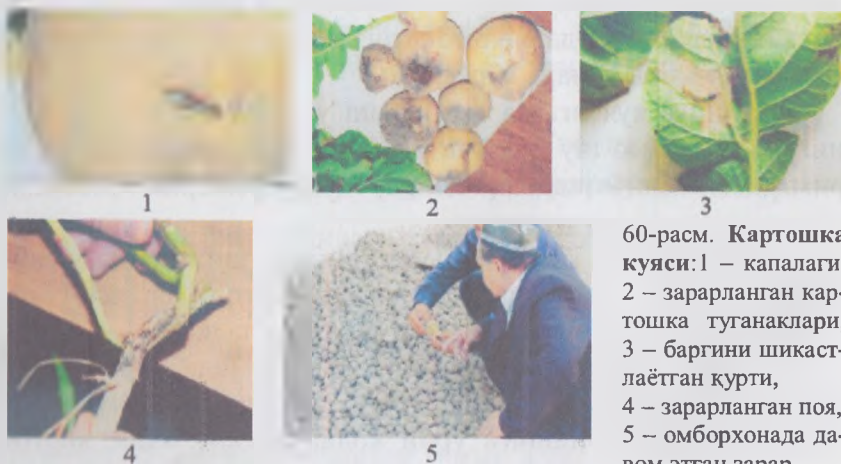 1
2
3
4
5
60-расм. Картошка
куяси:1 – капалаги
2 – зарарланган кар-
тошка туганаклари
3 – баргини шикаст-
лаётган қурти,
4 – зарарланган поя,
5 – омборхонада да-
вом этган зарар